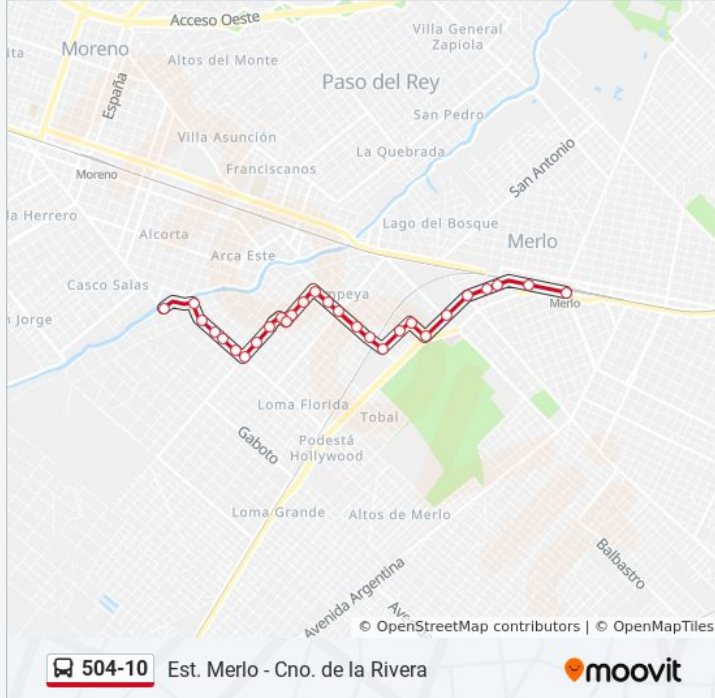 Acceso Oeste
Villa General
Zapiola
Moreno
ita
Altos del Monte
España
Paso del Rey
San Pedro
Villa Asunción
La Quebrada
San Antonio
Franciscanos
Moreno
la Herrero
Lago del Bosque
Alcorta
Merlo
Arca Este
Casco Salas
mpeya
Merlo
n Jorge
Loma Florida
Tobal
Gaboto
Podestá
Hollywood
Loma Grande
Altos de Merlo
Balbastro
Avenida Argentina
Ave
© OpenStreetMap contributors | © OpenMapTiles
504-10 Est. Merlo - Cno. de la Rivera
moovit